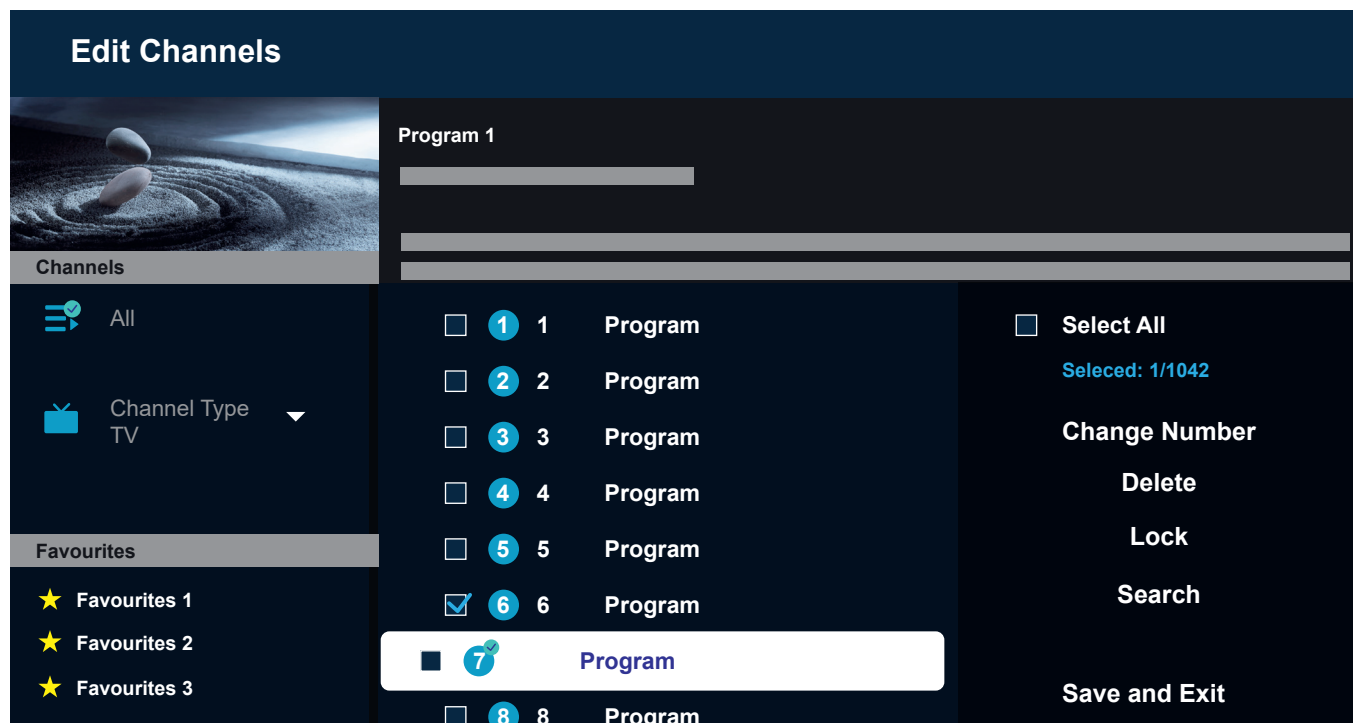 Edit Channels
Program 1
Channels
All
Channel Type
TV
Favourites
Favourites 1
Favourites 2
Favourites 3
1 1 Program
2 2 Program
3 3 Program
4 4 Program
5 5 Program
6 6 Program
7 Program
8 8 Program
Select All
Seleced: 1/1042
Change Number
Delete
Lock
Search
Save and Exit